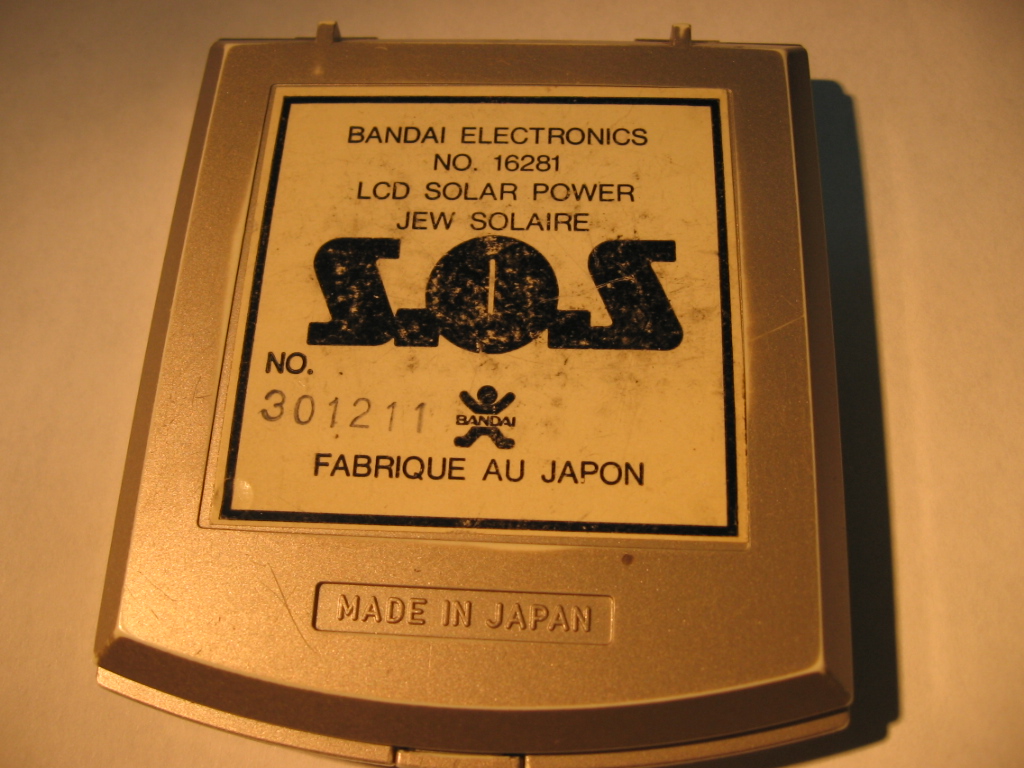 BANDAI ELECTRONICS
NO. 16281
LCD SOLAR POWER
JEW SOLAIRE
S.O.S
NO.
301211
BANDAI
FABRIQUE AU JAPON
MADE IN JAPAN